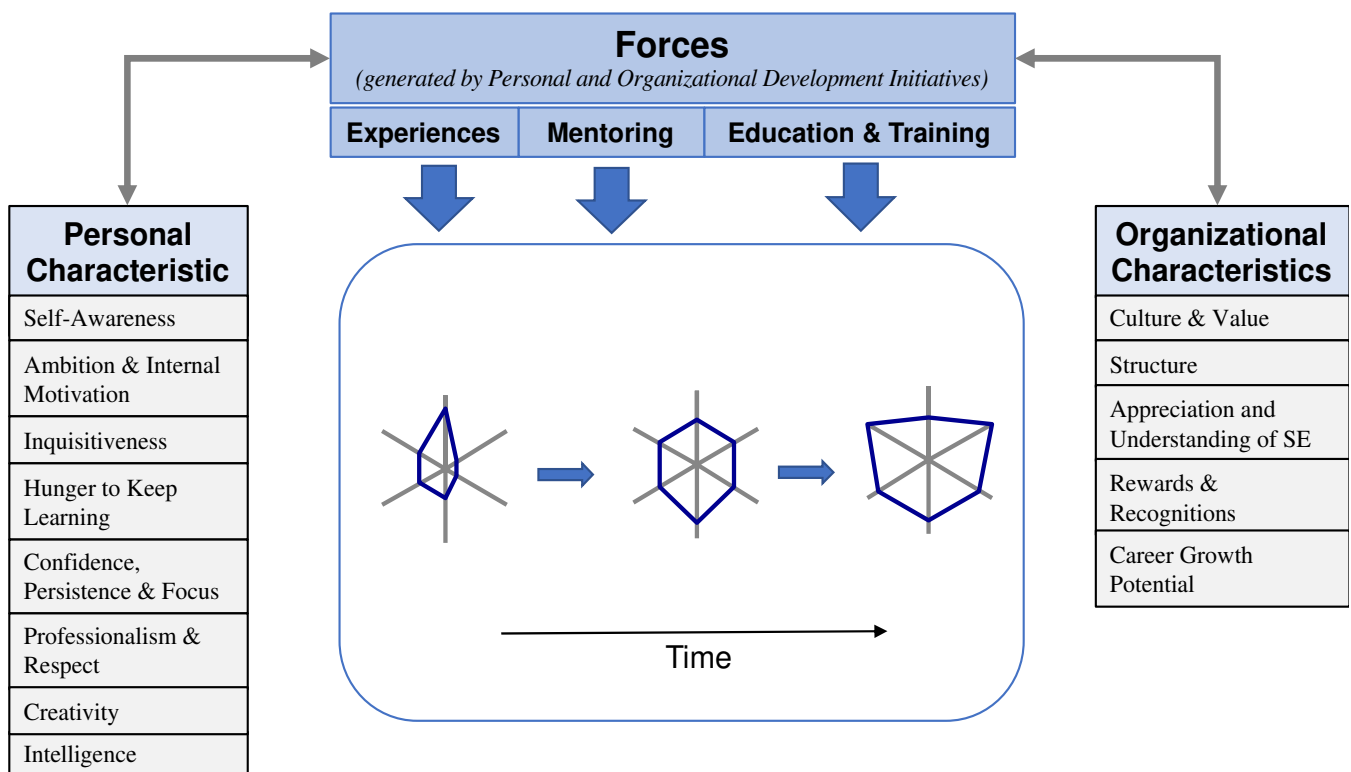 Forces
(generated by Personal and Organizational Development Initiatives)
Experiences
Mentoring
Education & Training
Personal
Characteristic
Self-Awareness
Ambition & Internal
Motivation
Inquisitiveness
Hunger to Keep
Learning
Confidence,
Persistence & Focus
Professionalism &
Respect
Creativity
Intelligence
Time
Organizational
Characteristics
Culture & Value
Structure
Appreciation and
Understanding of SE
Rewards &
Recognitions
Career Growth
Potential